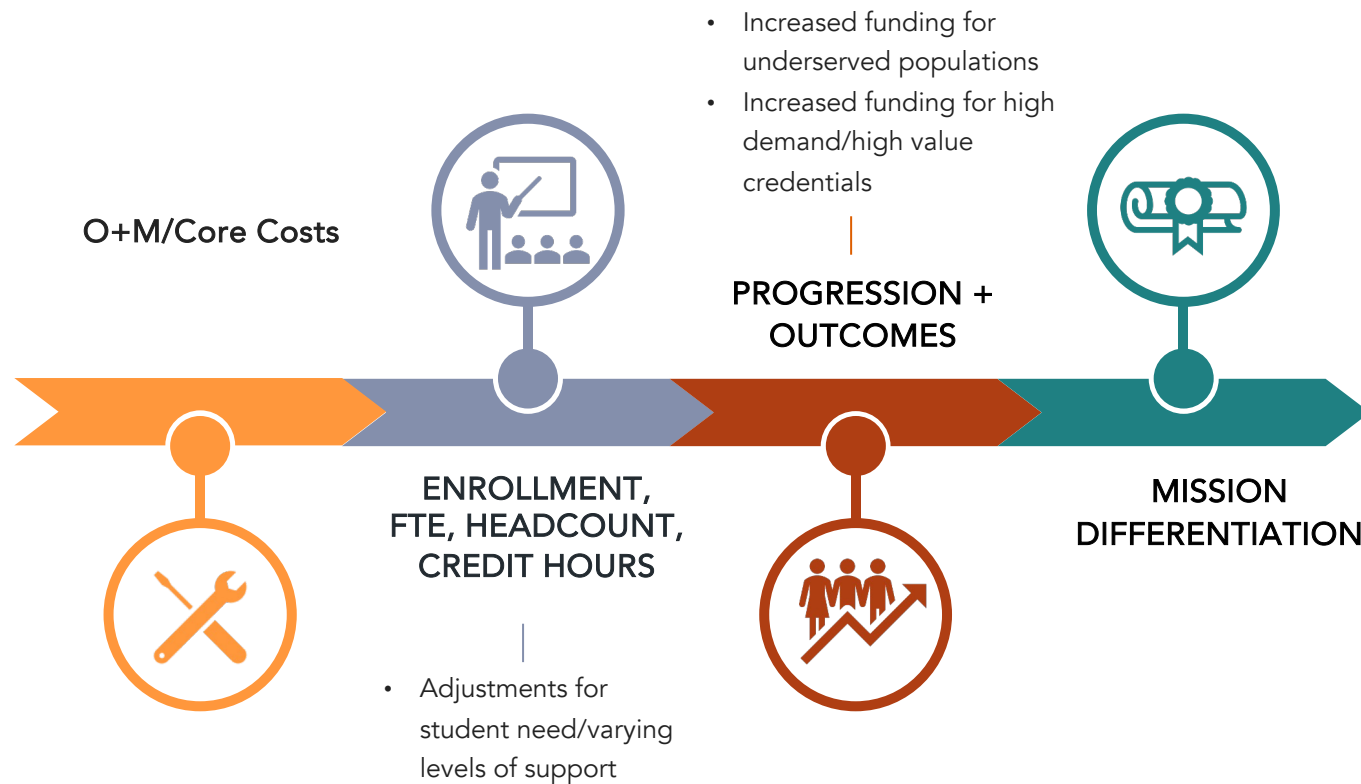 O+M/Core Costs
ENROLLMENT,
FTE, HEADCOUNT,
CREDIT HOURS
• Adjustments for
student need/varying
levels of support
• Increased funding for
underserved populations
• Increased funding for high
demand/high value
credentials
PROGRESSION +
OUTCOMES
MISSION
DIFFERENTIATION